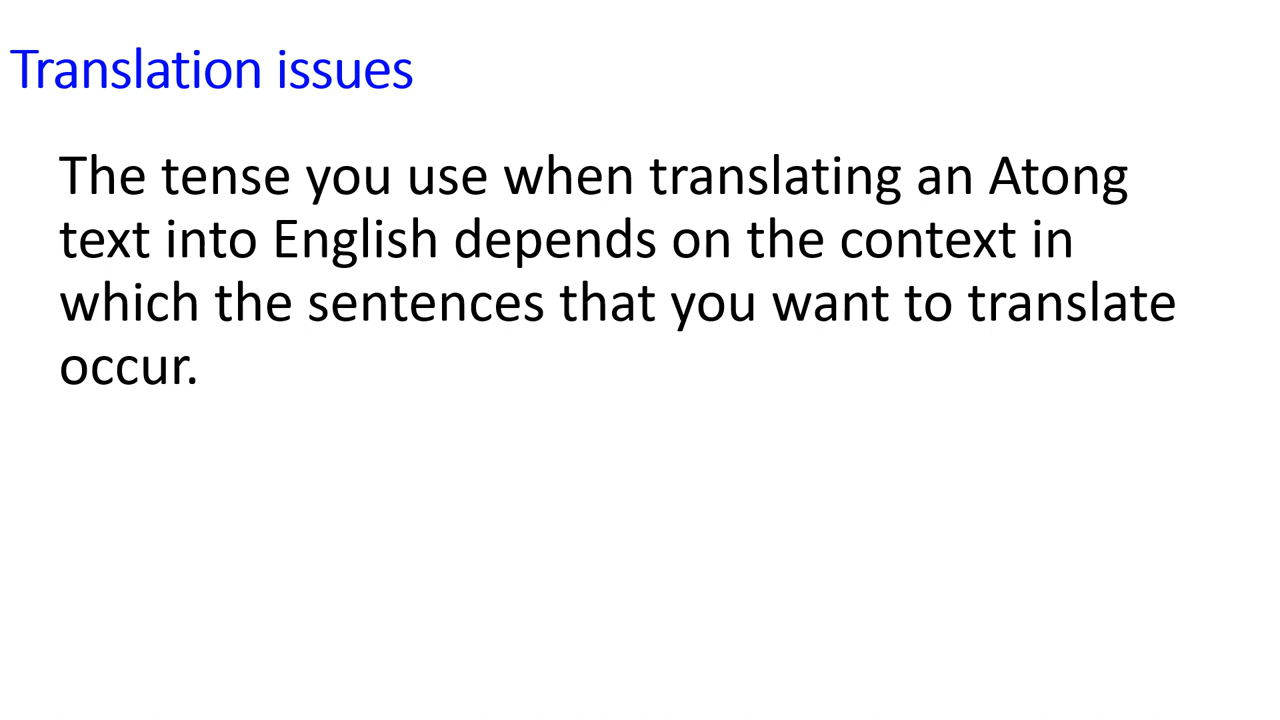 Translation issues
The tense you use when translating an Atong
text into English depends on the context in
which the sentences that you want to translate
occur.